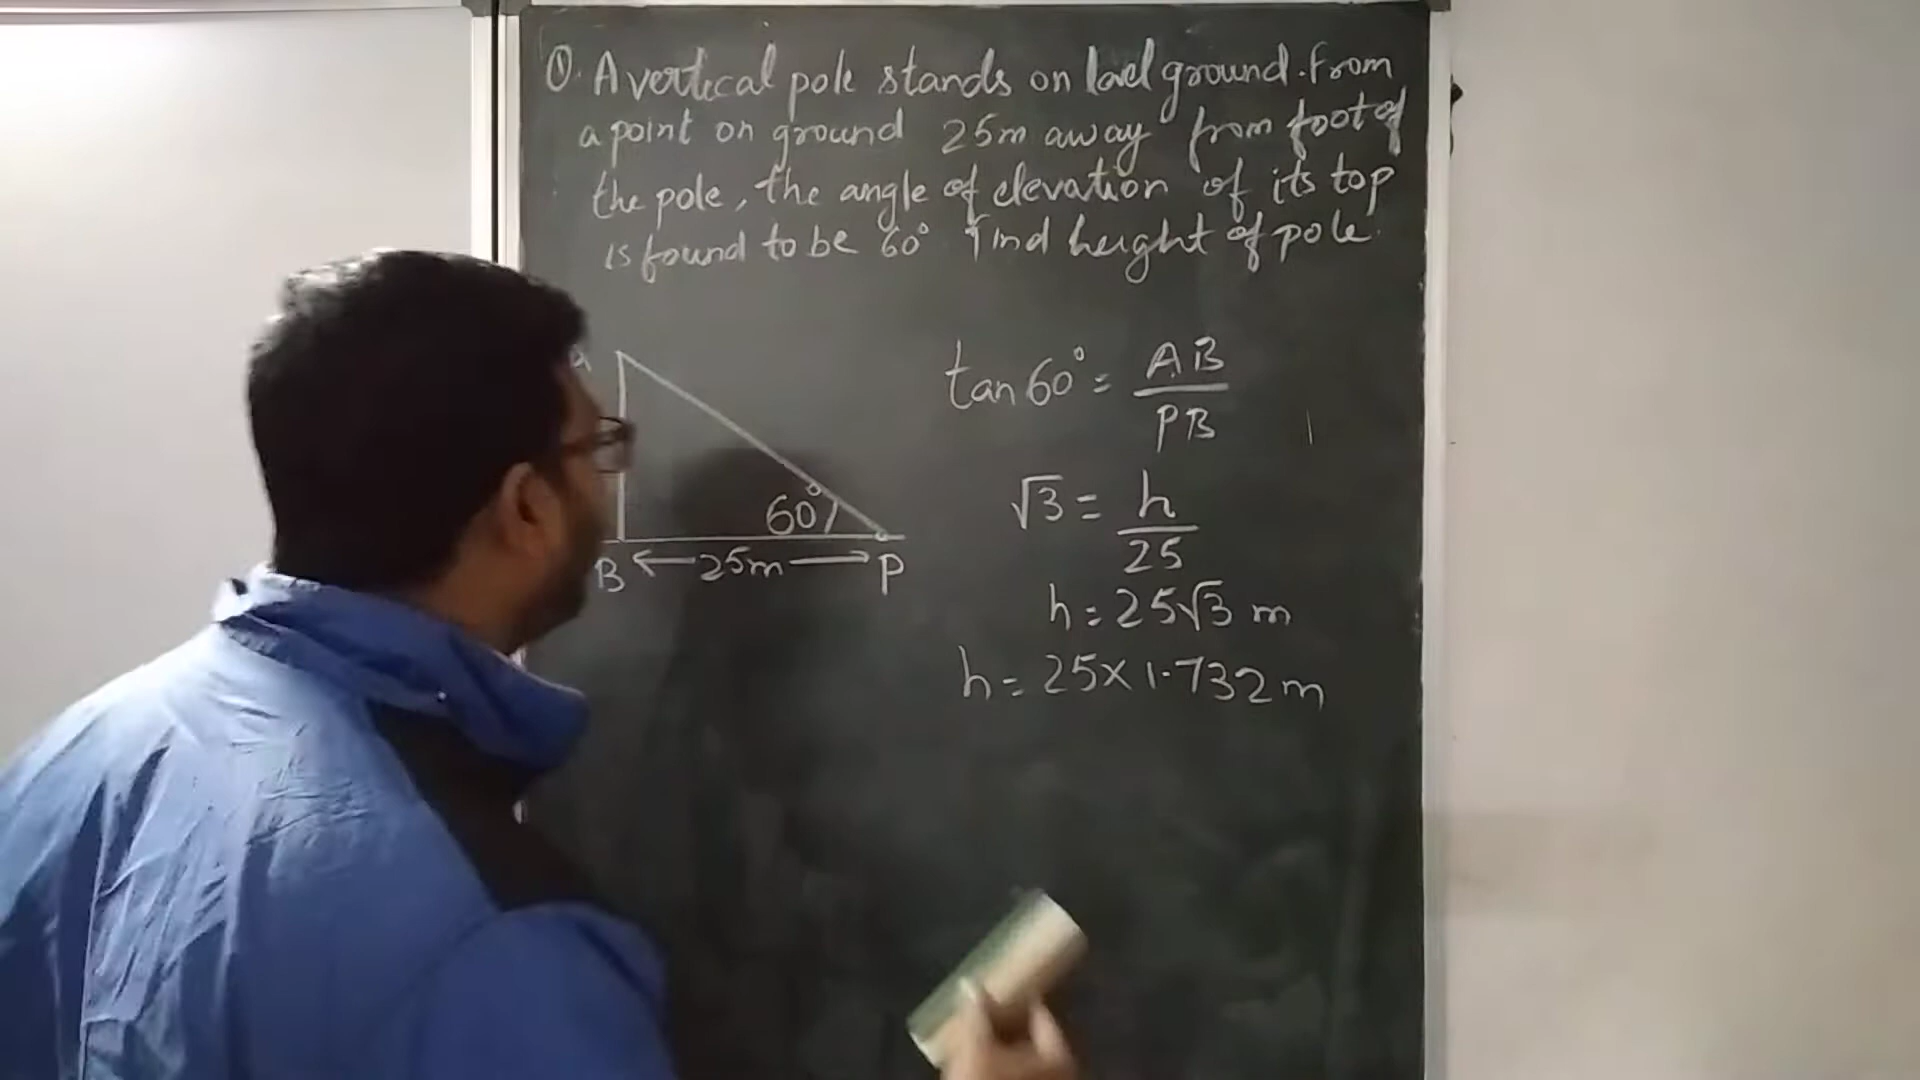 Q. A vertical pole stands on level ground. From
a point on ground 25m away from foot of
the pole, the angle of elevation of its top
is found to be 60° Find height of pole.
tan 60° = AB
PB
√3 = h
25
h = 25√3 m
h = 25 × 1.732 m
60°
B ← 25m → P